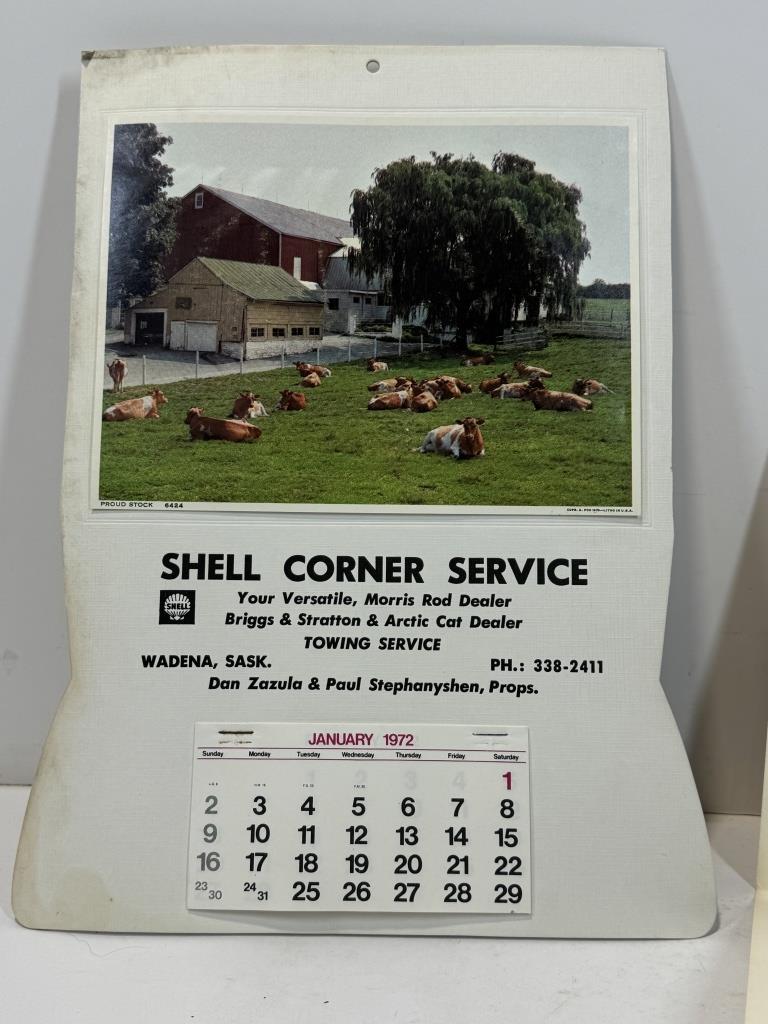 PROUD STOCK 6424
SHELL CORNER SERVICE
SHELL
Your Versatile, Morris Rod Dealer
Briggs & Stratton & Arctic Cat Dealer
TOWING SERVICE
WADENA, SASK. PH.: 338-2411
Dan Zazula & Paul Stephanyshen, Props.
JANUARY 1972
Sunday Monday Tuesday Wednesday Thursday Friday Saturday
1
2 3 4 5 6 7 8
9 10 11 12 13 14 15
16 17 18 19 20 21 22
23/30 24/31 25 26 27 28 29